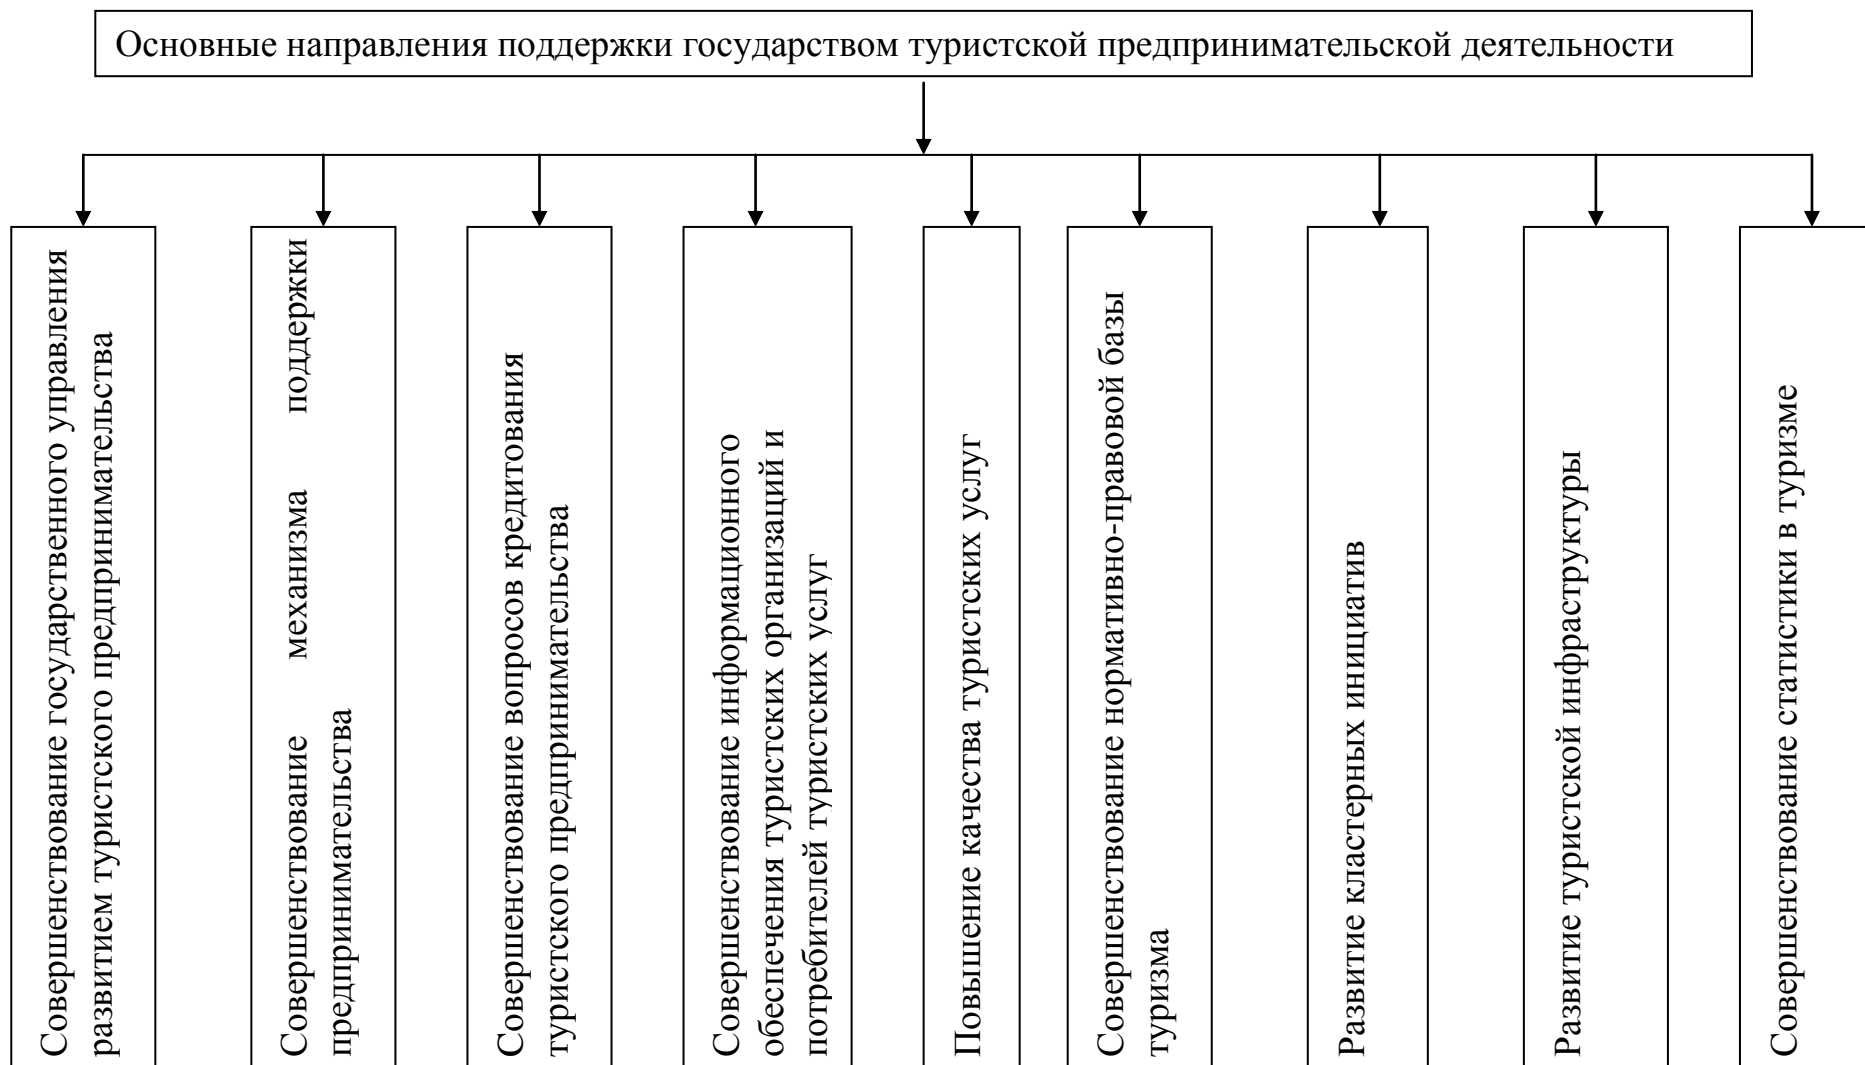 Основные направления поддержки государством туристской предпринимательской деятельности
Совершенствование государственного управления
развитием туристского предпринимательства
Совершенствование механизма поддержки
предпринимательства
Совершенствование вопросов кредитования
туристского предпринимательства
Совершенствование информационного
обеспечения туристских организаций и
потребителей туристских услуг
Повышение качества туристских услуг
Совершенствование нормативно-правовой базы
туризма
Развитие кластерных инициатив
Развитие туристской инфраструктуры
Совершенствование статистики в туризме